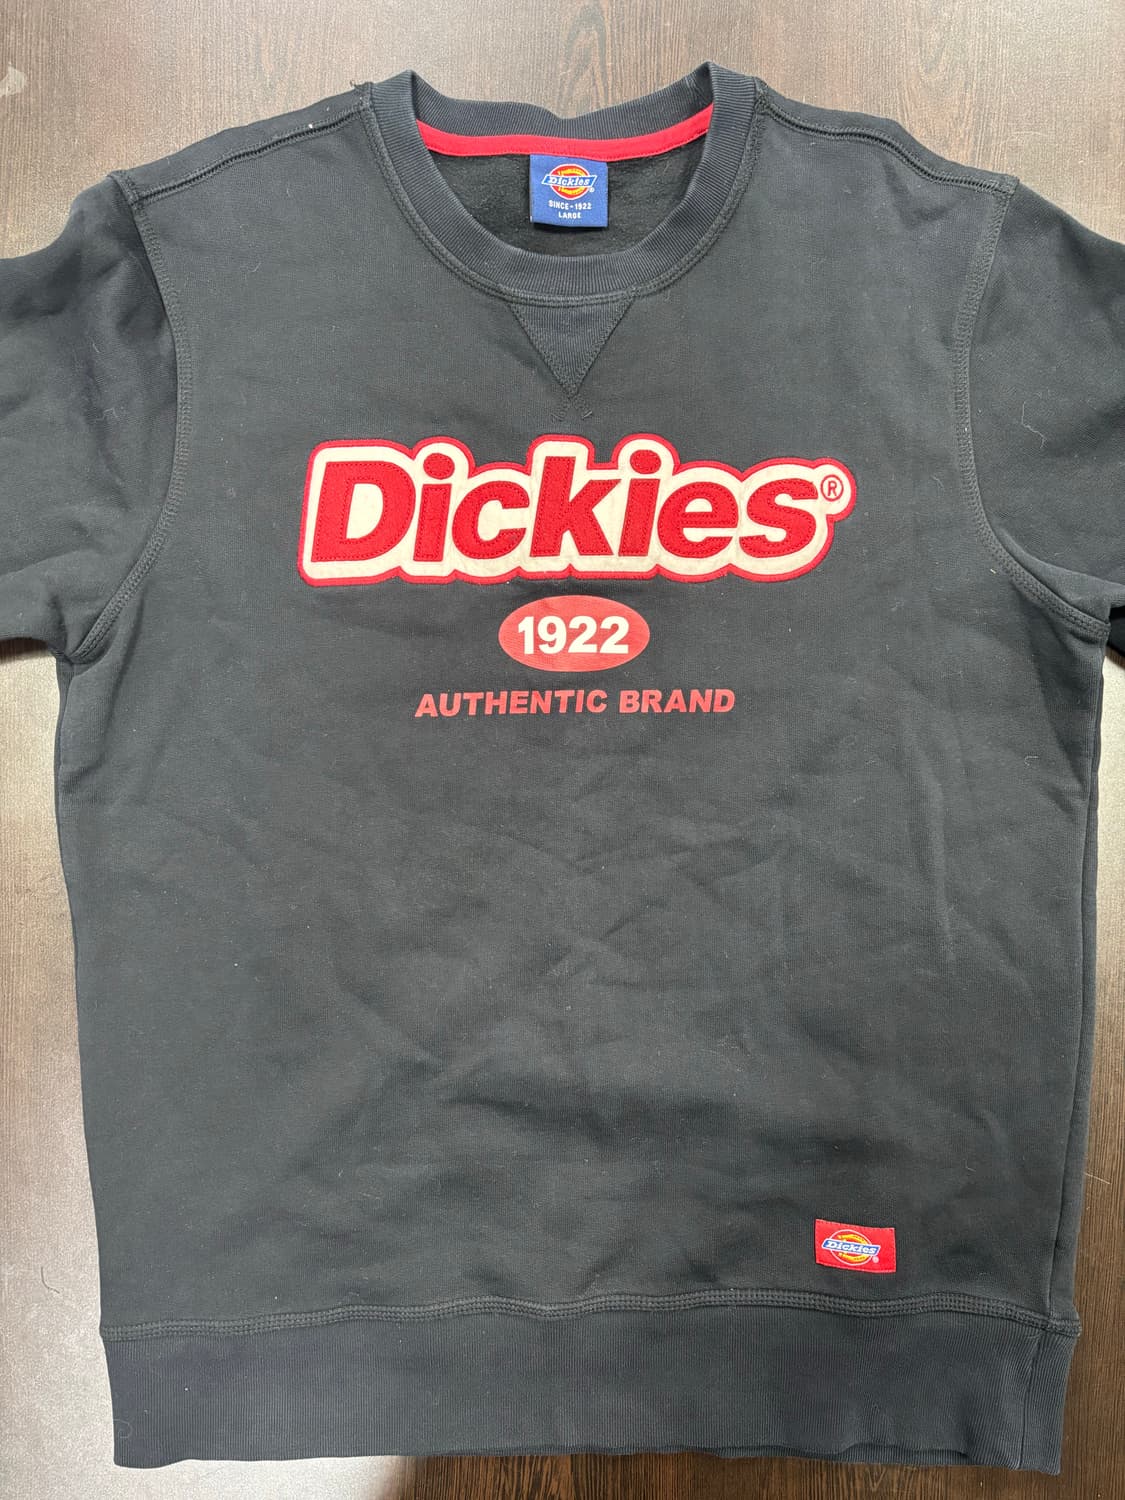 Dickies®
SINCE-1922
LARGE
Dickies®
1922
AUTHENTIC BRAND
Dickies®